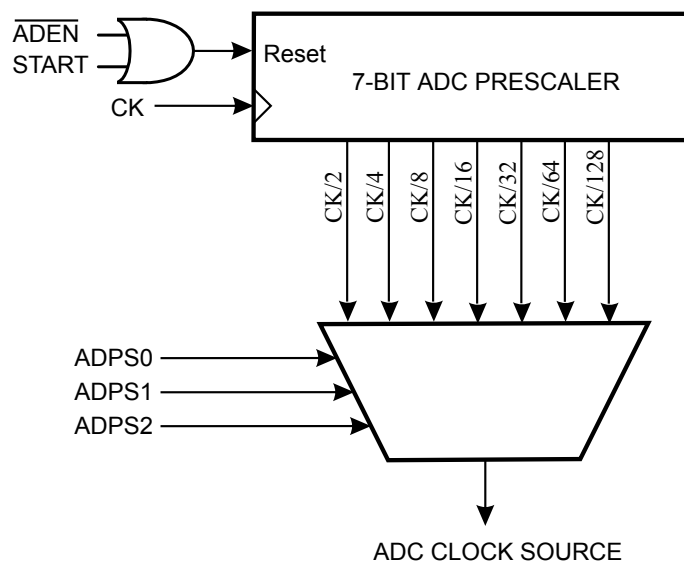 ADEN
START
Reset
7-BIT ADC PRESCALER
CK
CK/2
CK/4
CK/8
CK/16
CK/32
CK/64
CK/128
ADPS0
ADPS1
ADPS2
ADC CLOCK SOURCE